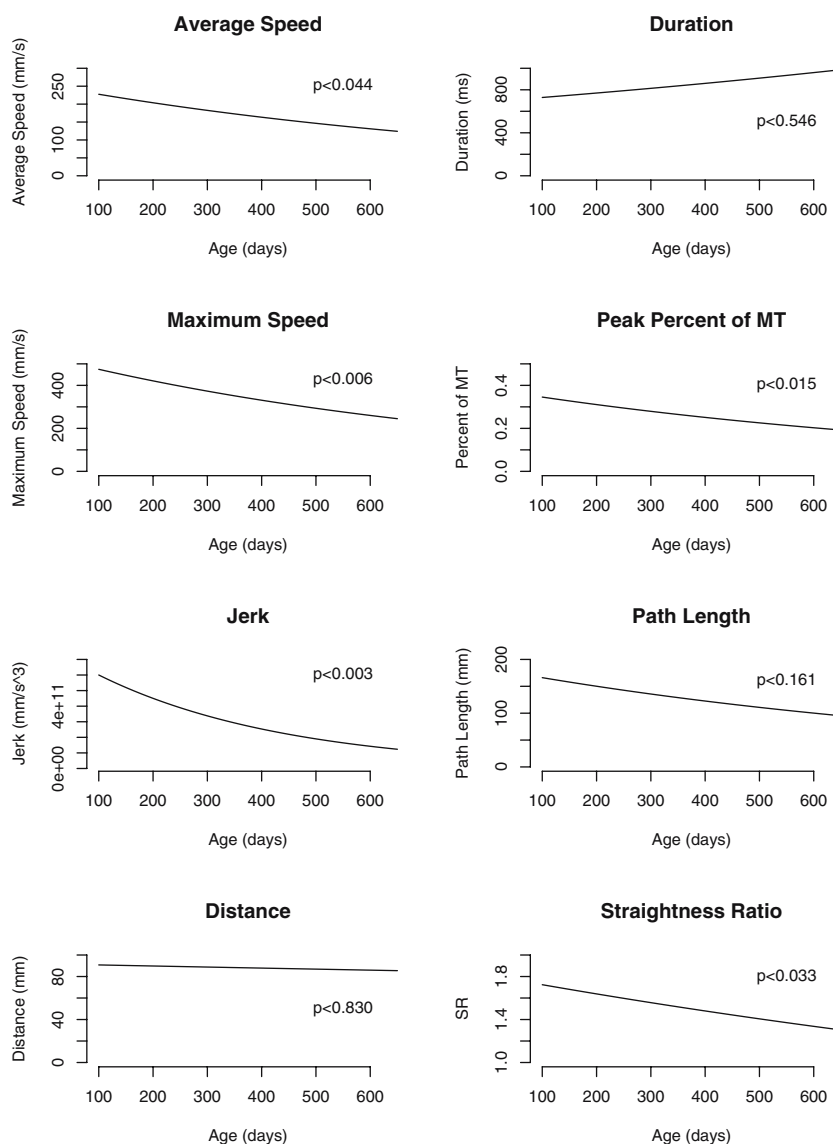 Average Speed
Average Speed (mm/s)
0 100 250
p<0.044
100 200 300 400 500 600
Age (days)
Duration
Duration (ms)
0 400 800
p<0.546
100 200 300 400 500 600
Age (days)
Maximum Speed
Maximum Speed (mm/s)
0 200 400
p<0.006
100 200 300 400 500 600
Age (days)
Peak Percent of MT
Percent of MT
0.0 0.2 0.4
p<0.015
100 200 300 400 500 600
Age (days)
Jerk
Jerk (mm/s^3)
0e+00 4e+11
p<0.003
100 200 300 400 500 600
Age (days)
Path Length
Path Length (mm)
0 100 200
p<0.161
100 200 300 400 500 600
Age (days)
Distance
Distance (mm)
0 40 80
p<0.830
100 200 300 400 500 600
Age (days)
Straightness Ratio
SR
1.0 1.4 1.8
p<0.033
100 200 300 400 500 600
Age (days)